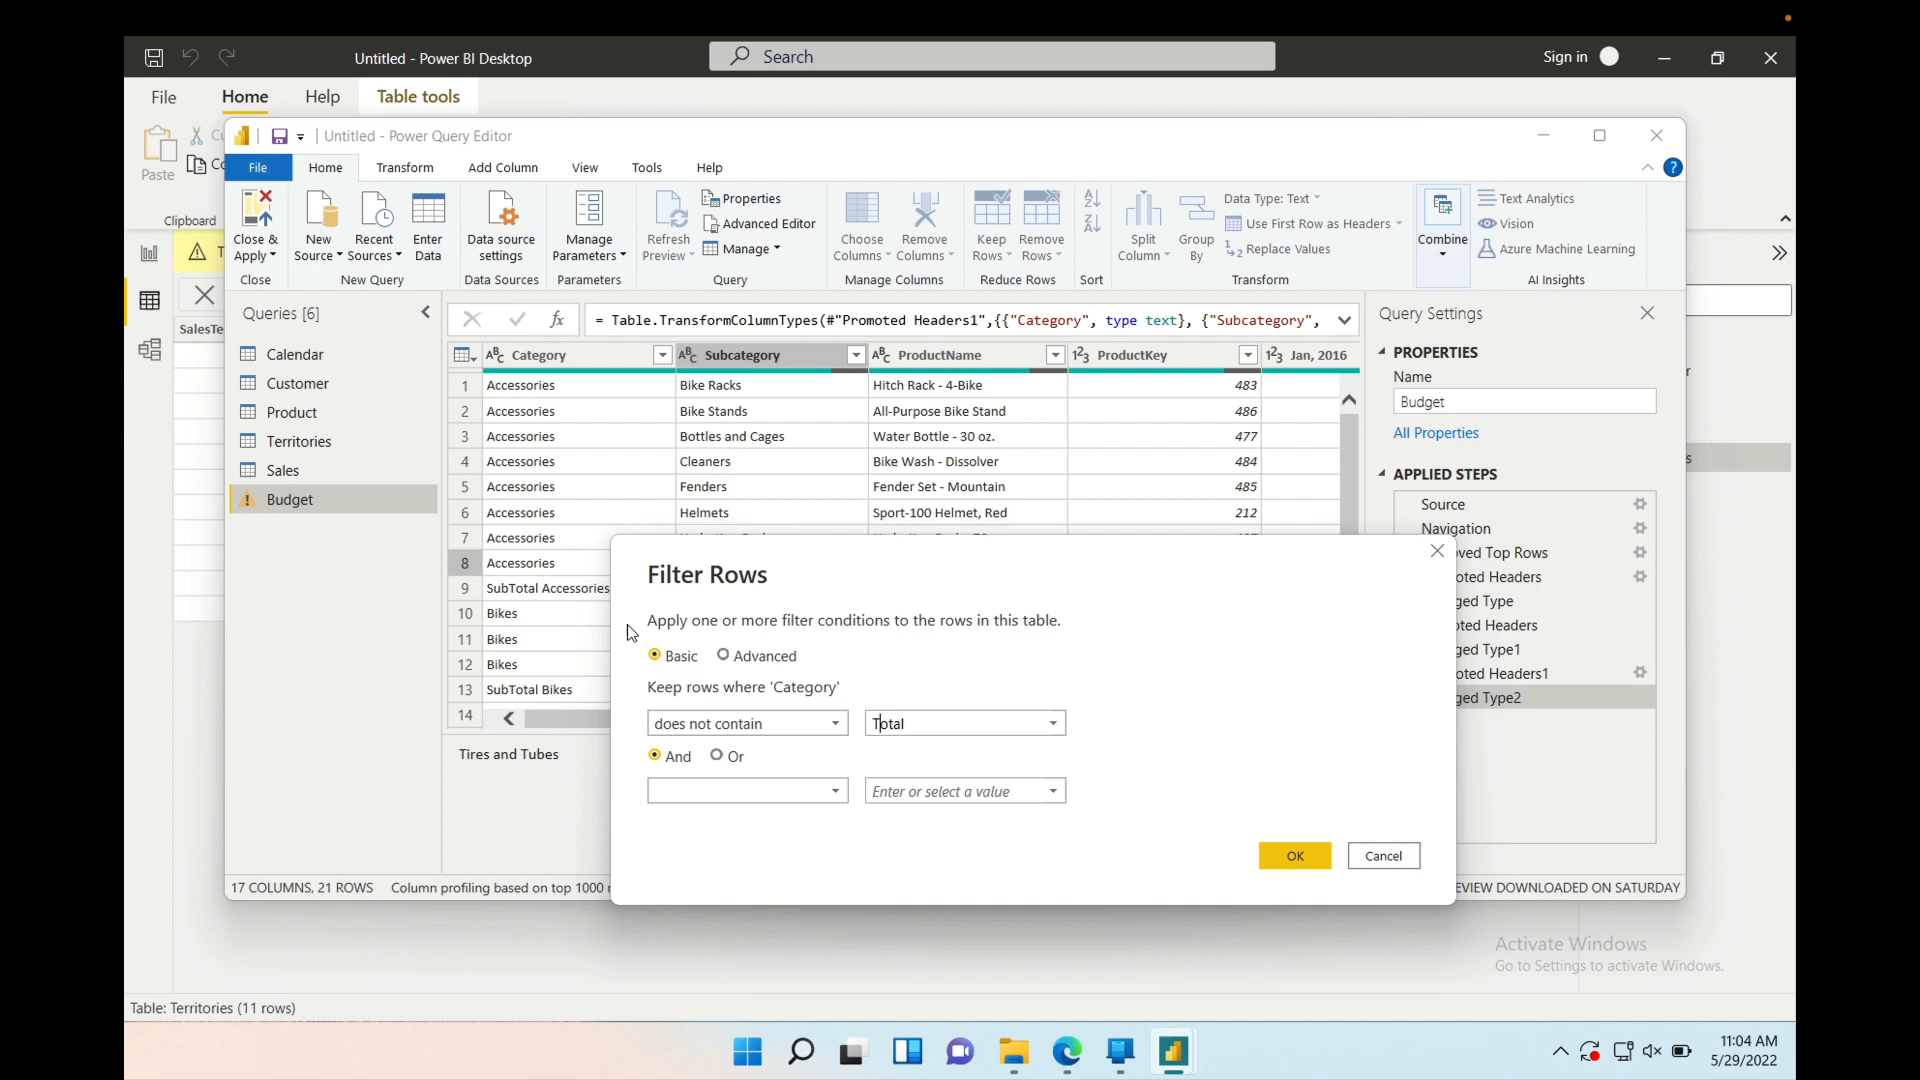 Untitled - Power BI Desktop
Search
Sign in
File
Home
Help
Table tools
Paste
Clipboard
Untitled - Power Query Editor
File
Home
Transform
Add Column
View
Tools
Help
Close & Apply
Close
New Source
Recent Sources
Enter Data
New Query
Data source settings
Data Sources
Manage Parameters
Parameters
Refresh Preview
Properties
Advanced Editor
Manage
Query
Choose Columns
Remove Columns
Manage Columns
Keep Rows
Remove Rows
Reduce Rows
Sort
Split Column
Group By
Data Type: Text
Use First Row as Headers
Replace Values
Transform
Combine
Text Analytics
Vision
Azure Machine Learning
AI Insights
Queries [6]
Calendar
Customer
Product
Territories
Sales
Budget
SalesTe
= Table.TransformColumnTypes(#"Promoted Headers1",{{"Category", type text}, {"Subcategory",
Category Subcategory ProductName ProductKey Jan, 2016
1 Accessories Bike Racks Hitch Rack - 4-Bike 483
2 Accessories Bike Stands All-Purpose Bike Stand 486
3 Accessories Bottles and Cages Water Bottle - 30 oz. 477
4 Accessories Cleaners Bike Wash - Dissolver 484
5 Accessories Fenders Fender Set - Mountain 485
6 Accessories Helmets Sport-100 Helmet, Red 212
7 Accessories
8 Accessories
9 SubTotal Accessories
10 Bikes
11 Bikes
12 Bikes
13 SubTotal Bikes
14
Tires and Tubes
17 COLUMNS, 21 ROWS
Column profiling based on top 1000
Query Settings
PROPERTIES
Name
Budget
All Properties
APPLIED STEPS
Source
Navigation
oved Top Rows
oted Headers
ged Type
oted Headers
ged Type1
oted Headers1
ged Type2
Filter Rows
Apply one or more filter conditions to the rows in this table.
Basic
Advanced
Keep rows where 'Category'
does not contain
Total
And
Or
Enter or select a value
OK
Cancel
EVIEW DOWNLOADED ON SATURDAY
Activate Windows
Go to Settings to activate Windows.
Table: Territories (11 rows)
11:04 AM
5/29/2022